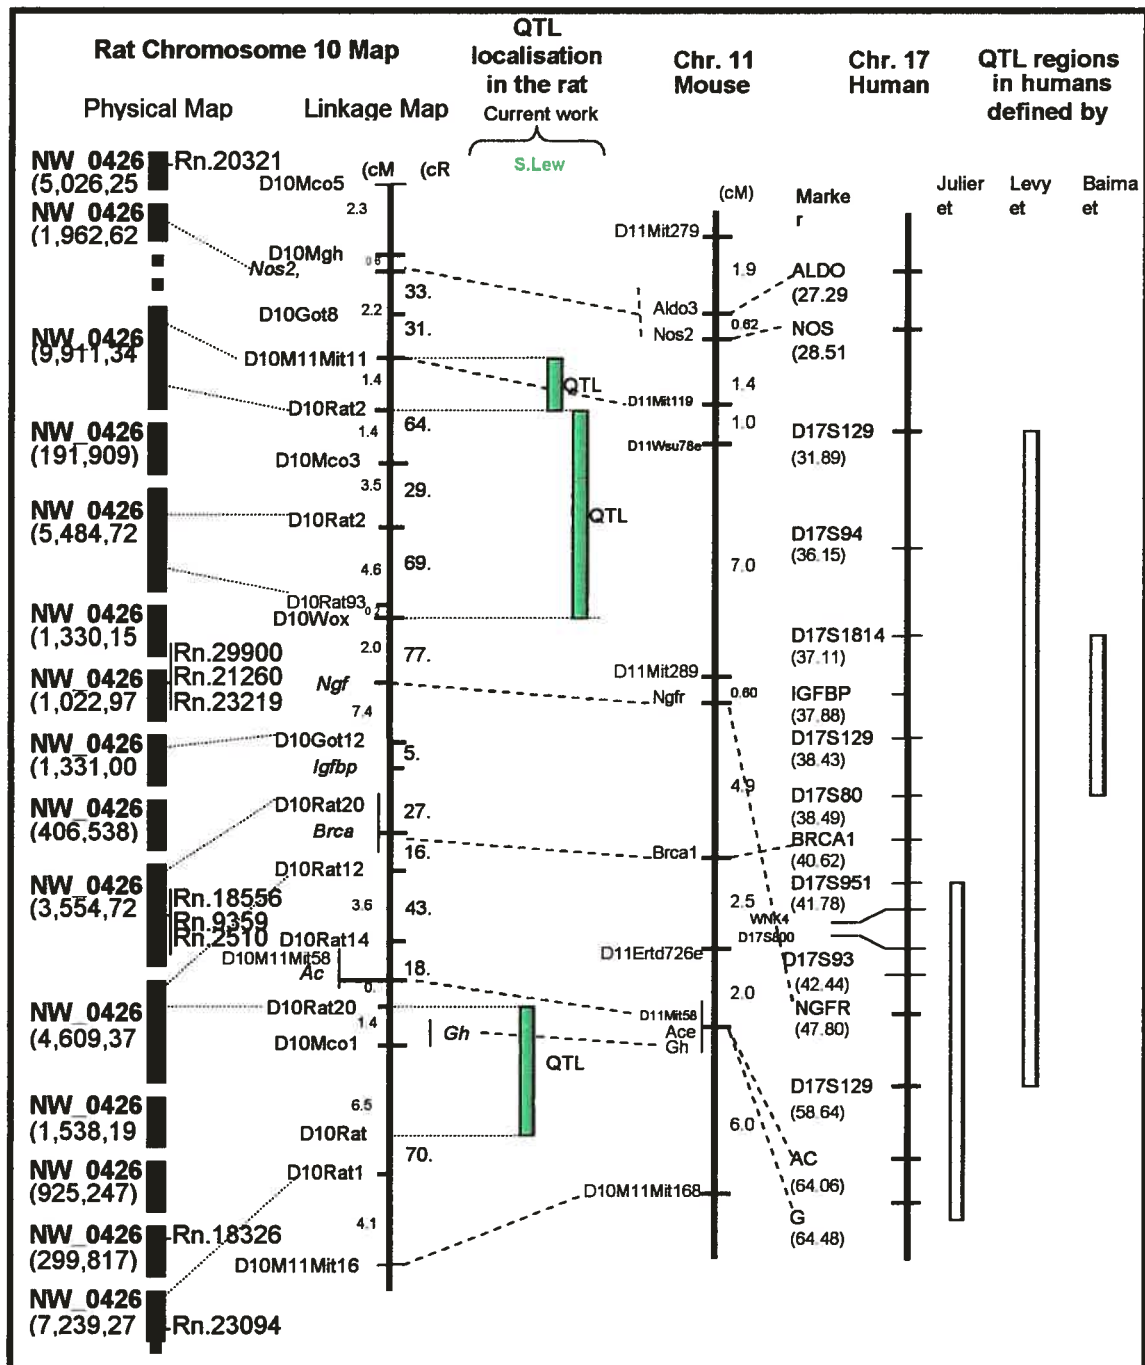 Rat Chromosome 10 Map
QTL
localisation
in the rat
Current work
S.Lew
Chr. 11
Mouse
Chr. 17
Human
QTL regions
in humans
defined by
Physical Map
Linkage Map
(cM
(cR
(cM)
Marke
r
Julier
et
Levy
et
Baima
et
NW_0426
(5,026,25
Rn.20321
NW_0426
(1,962,62
NW_0426
(9,911,34
NW_0426
(191,909)
NW_0426
(5,484,72
NW_0426
(1,330,15
Rn.29900
Rn.21260
Rn.23219
NW_0426
(1,022,97
NW_0426
(1,331,00
NW_0426
(406,538)
NW_0426
(3,554,72
Rn.18556
Rn.9359
Rn.2510
NW_0426
(4,609,37
NW_0426
(1,538,19
NW_0426
(925,247)
NW_0426
(299,817)
Rn.18326
NW_0426
(7,239,27
Rn.23094
D10Mco5
2.3
D10Mgh
Nos2,
33.
D10Got8
2.2
31.
D10M11Mit11
1.4
D10Rat2
64.
1.4
D10Mco3
3.5
29.
D10Rat2
4.6
69.
D10Rat93
D10Wox
2.0
77.
Ngf
7.4
D10Got12
5.
Igfbp
D10Rat20
27.
Brca
16.
D10Rat12
3.6
43.
D10Rat14
D10M11Mit58
18.
Ac
0.
D10Rat20
1.4
Gh
D10Mco1
6.5
D10Rat
70.
D10Rat1
4.1
D10M11Mit16
QTL
QTL
QTL
D11Mit279
1.9
Aldo3
0.62
Nos2
1.4
D11Mit119
1.0
D11Wsu78e
7.0
D11Mit289
0.60
Ngfr
4.9
Brca1
2.5
D11Ertd726e
2.0
D11Mit58
Ace
Gh
6.0
D10M11Mit168
ALDO
(27.29
NOS
(28.51
D17S129
(31.89)
D17S94
(36.15)
D17S1814
(37.11)
IGFBP
(37.88)
D17S129
(38.43)
D17S80
(38.49)
BRCA1
(40.62)
D17S951
(41.78)
WNK4
D17S800
D17S93
(42.44)
NGFR
(47.80)
D17S129
(58.64)
AC
(64.06)
G
(64.48)